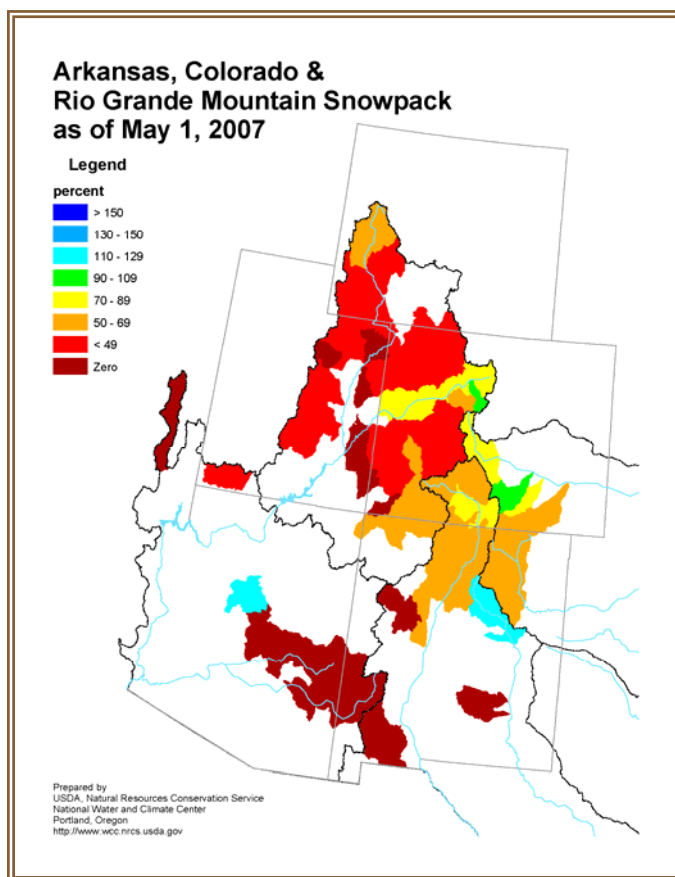 Arkansas, Colorado &
Rio Grande Mountain Snowpack
as of May 1, 2007
Legend
percent
> 150
130 - 150
110 - 129
90 - 109
70 - 89
50 - 69
< 49
Zero
Prepared by
USDA, Natural Resources Conservation Service
National Water and Climate Center
Portland, Oregon
http://www.wcc.nrcs.usda.gov